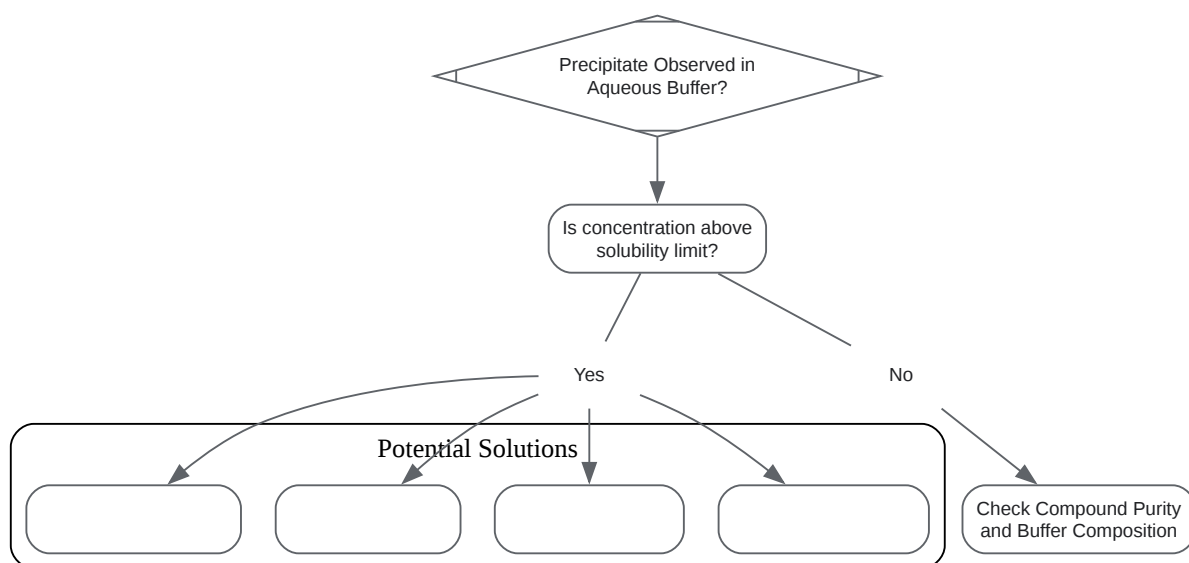 Precipitate Observed in
Aqueous Buffer?
Is concentration above
solubility limit?
Yes
No
Potential Solutions
Check Compound Purity
and Buffer Composition